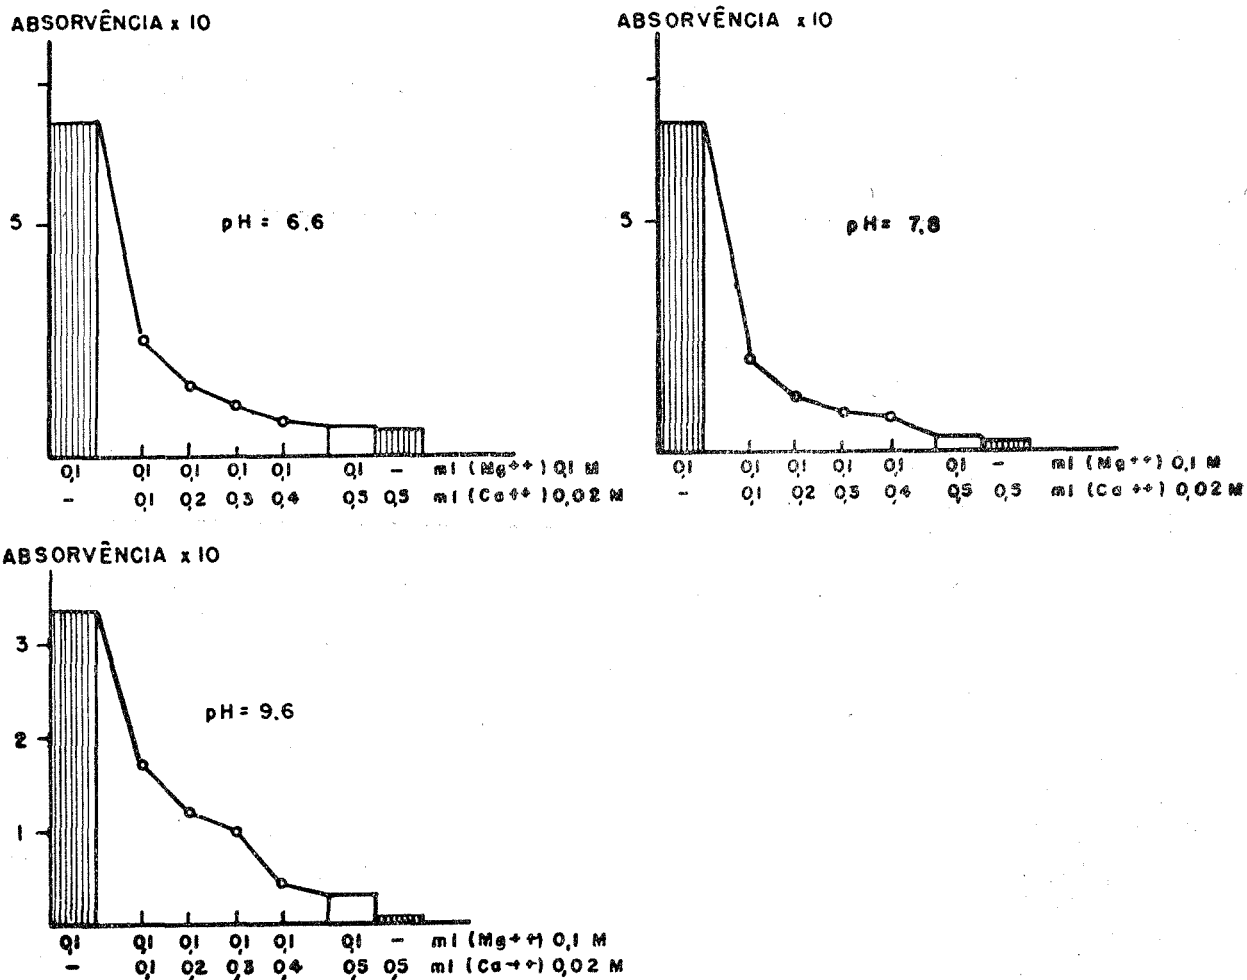 ABSORVÊNCIA x 10
5
pH = 6.6
0,1 0,1 0,1 0,1 0,1 0,1 – ml (Mg++) 0,1 M
– 0,1 0,2 0,3 0,4 0,5 0,5 ml (Ca++) 0,02 M
ABSORVÊNCIA x 10
5
pH = 7.8
0,1 0,1 0,1 0,1 0,1 0,1 – ml (Mg++) 0,1 M
– 0,1 0,2 0,3 0,4 0,5 0,5 ml (Ca++) 0,02 M
ABSORVÊNCIA x 10
3
2
1
pH = 9.6
0,1 0,1 0,1 0,1 0,1 0,1 – ml (Mg++) 0,1 M
– 0,1 0,2 0,3 0,4 0,5 0,5 ml (Ca++) 0,02 M